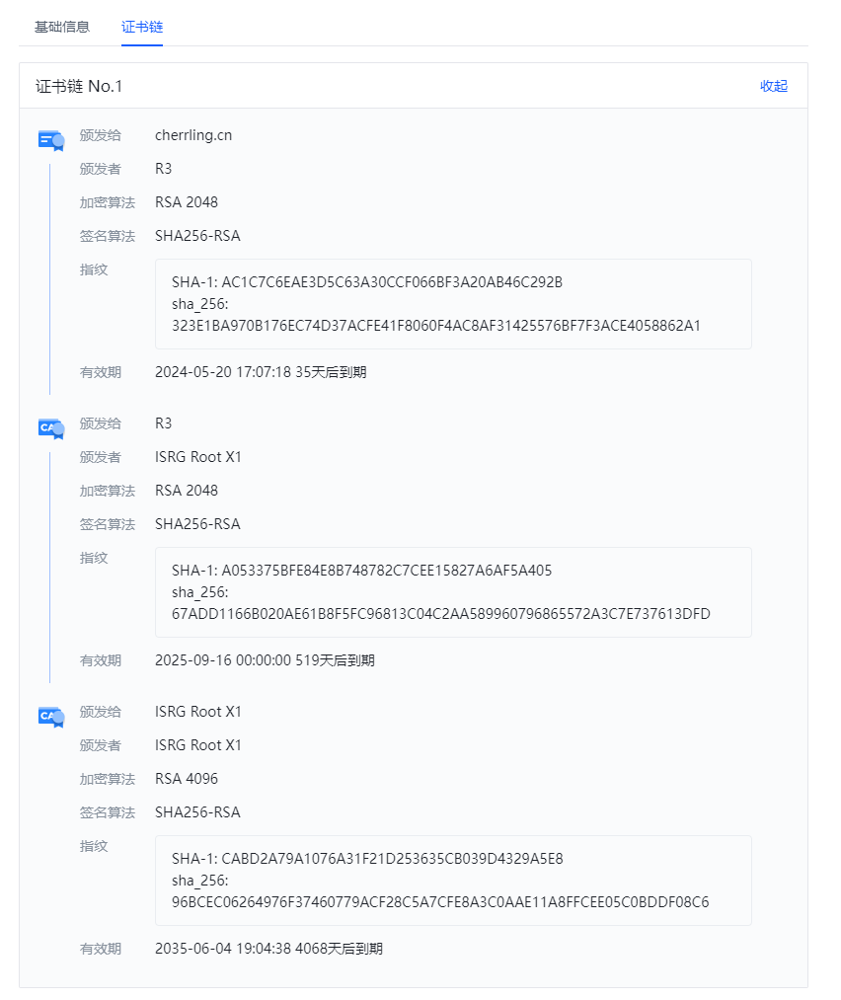 基础信息 证书链
证书链 No.1 收起
颁发给 cherrling.cn
颁发者 R3
加密算法 RSA 2048
签名算法 SHA256-RSA
指纹
SHA-1: AC1C7C6EAE3D5C63A30CCF066BF3A20AB46C292B
sha_256:
323E1BA970B176EC74D37ACFE41F8060F4AC8AF31425576BF7F3ACE4058862A1
有效期 2024-05-20 17:07:18 35天后到期
CA 颁发给 R3
颁发者 ISRG Root X1
加密算法 RSA 2048
签名算法 SHA256-RSA
指纹
SHA-1: A053375BFE84E8B748782C7CEE15827A6AF5A405
sha_256:
67ADD1166B020AE61B8F5FC96813C04C2AA589960796865572A3C7E737613DFD
有效期 2025-09-16 00:00:00 519天后到期
CA 颁发给 ISRG Root X1
颁发者 ISRG Root X1
加密算法 RSA 4096
签名算法 SHA256-RSA
指纹
SHA-1: CABD2A79A1076A31F21D253635CB039D4329A5E8
sha_256:
96BCEC06264976F37460779ACF28C5A7CFE8A3C0AAE11A8FFCEE05C0BDDF08C6
有效期 2035-06-04 19:04:38 4068天后到期